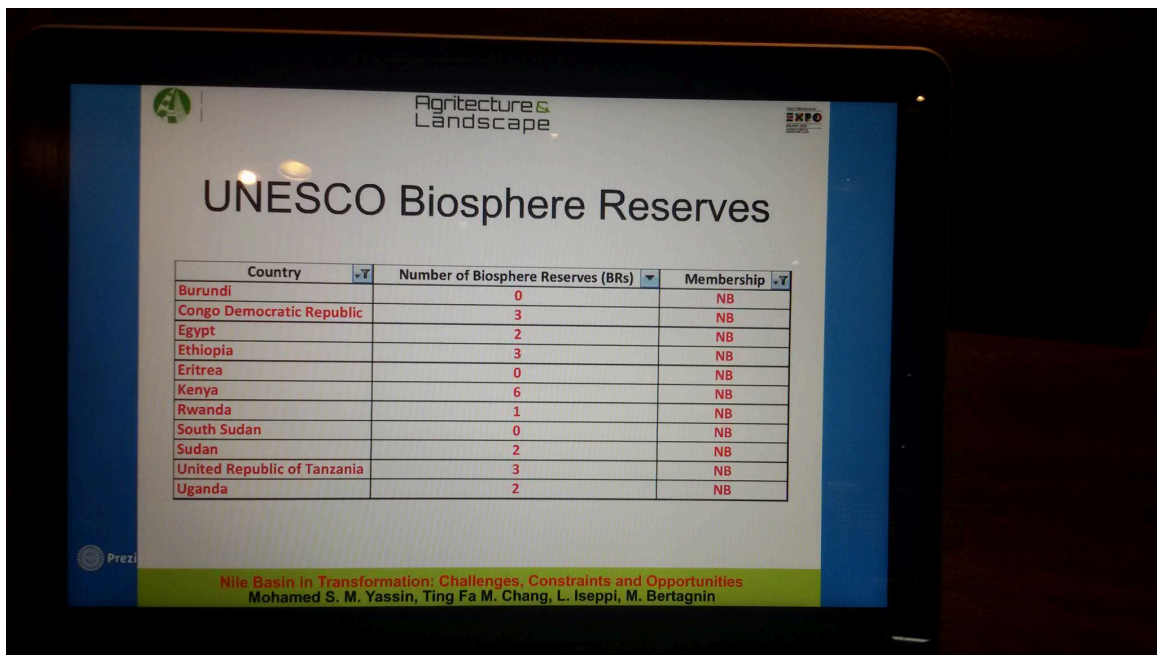 Agritecture &
Landscape
EXPO
UNESCO Biosphere Reserves
Country Number of Biosphere Reserves (BRs) Membership
Burundi 0 NB
Congo Democratic Republic 3 NB
Egypt 2 NB
Ethiopia 3 NB
Eritrea 0 NB
Kenya 6 NB
Rwanda 1 NB
South Sudan 0 NB
Sudan 2 NB
United Republic of Tanzania 3 NB
Uganda 2 NB
Prezi
Nile Basin in Transformation: Challenges, Constraints and Opportunities
Mohamed S. M. Yassin, Ting Fa M. Chang, L. Iseppi, M. Bertagnin